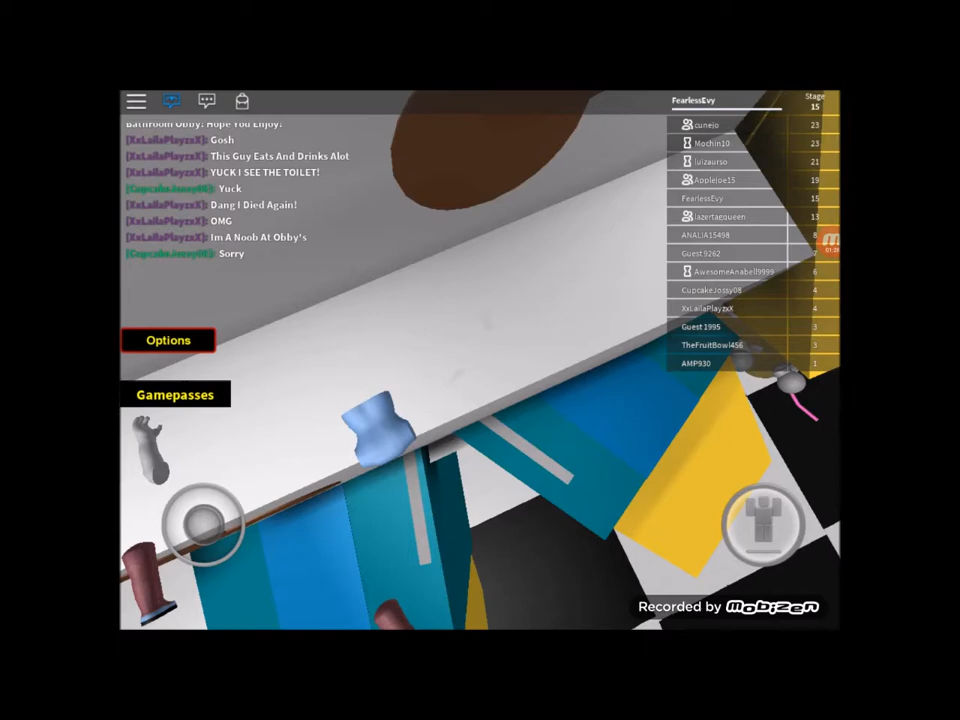 Bathroom Obby! Hope You Enjoy!
[XxLailaPlayzxX]: Gosh
[XxLailaPlayzxX]: This Guy Eats And Drinks Alot
[XxLailaPlayzxX]: YUCK I SEE THE TOILET!
[CupcakeJossy08]: Yuck
[XxLailaPlayzxX]: Dang I Died Again!
[XxLailaPlayzxX]: OMG
[XxLailaPlayzxX]: Im A Noob At Obby's
[CupcakeJossy08]: Sorry
Options
Gamepasses
FearlessEvy Stage 15
cunejo 23
Mochin10 23
luizaurso 21
Applejoe15 19
FearlessEvy 15
lazertagqueen 13
ANALIA15498 8
Guest 9262 7
AwesomeAnabell9999 6
CupcakeJossy08 4
XxLailaPlayzxX 4
Guest 1995 3
TheFruitBowl456 3
AMP930 1
Recorded by mobizen